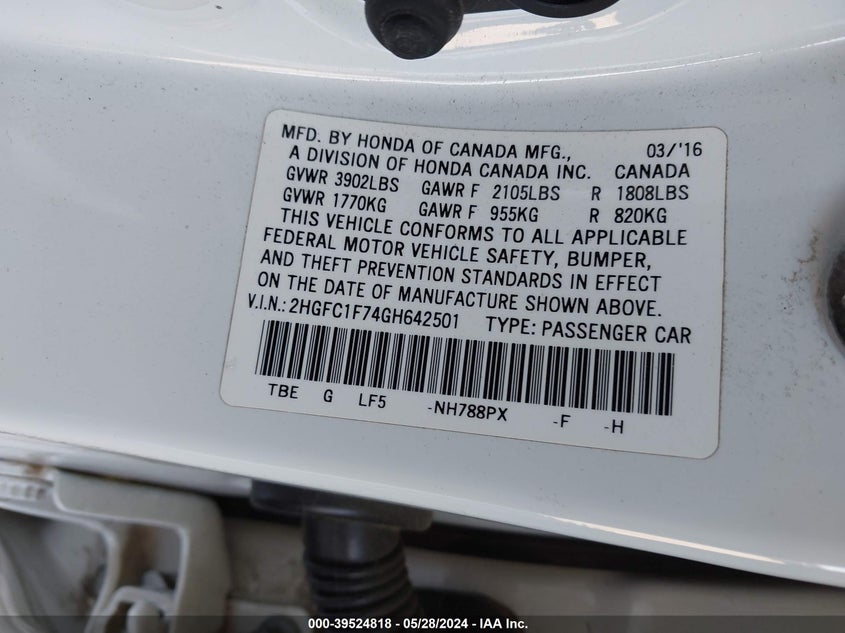 MFD. BY HONDA OF CANADA MFG., 03/'16
A DIVISION OF HONDA CANADA INC. CANADA
GVWR 3902LBS GAWR F 2105LBS R 1808LBS
GVWR 1770KG GAWR F 955KG R 820KG
THIS VEHICLE CONFORMS TO ALL APPLICABLE
FEDERAL MOTOR VEHICLE SAFETY, BUMPER,
AND THEFT PREVENTION STANDARDS IN EFFECT
ON THE DATE OF MANUFACTURE SHOWN ABOVE.
V.I.N.: 2HGFC1F74GH642501 TYPE: PASSENGER CAR
TBE G LF5 -NH788PX -F -H
000-39524818 - 05/28/2024 - IAA Inc.